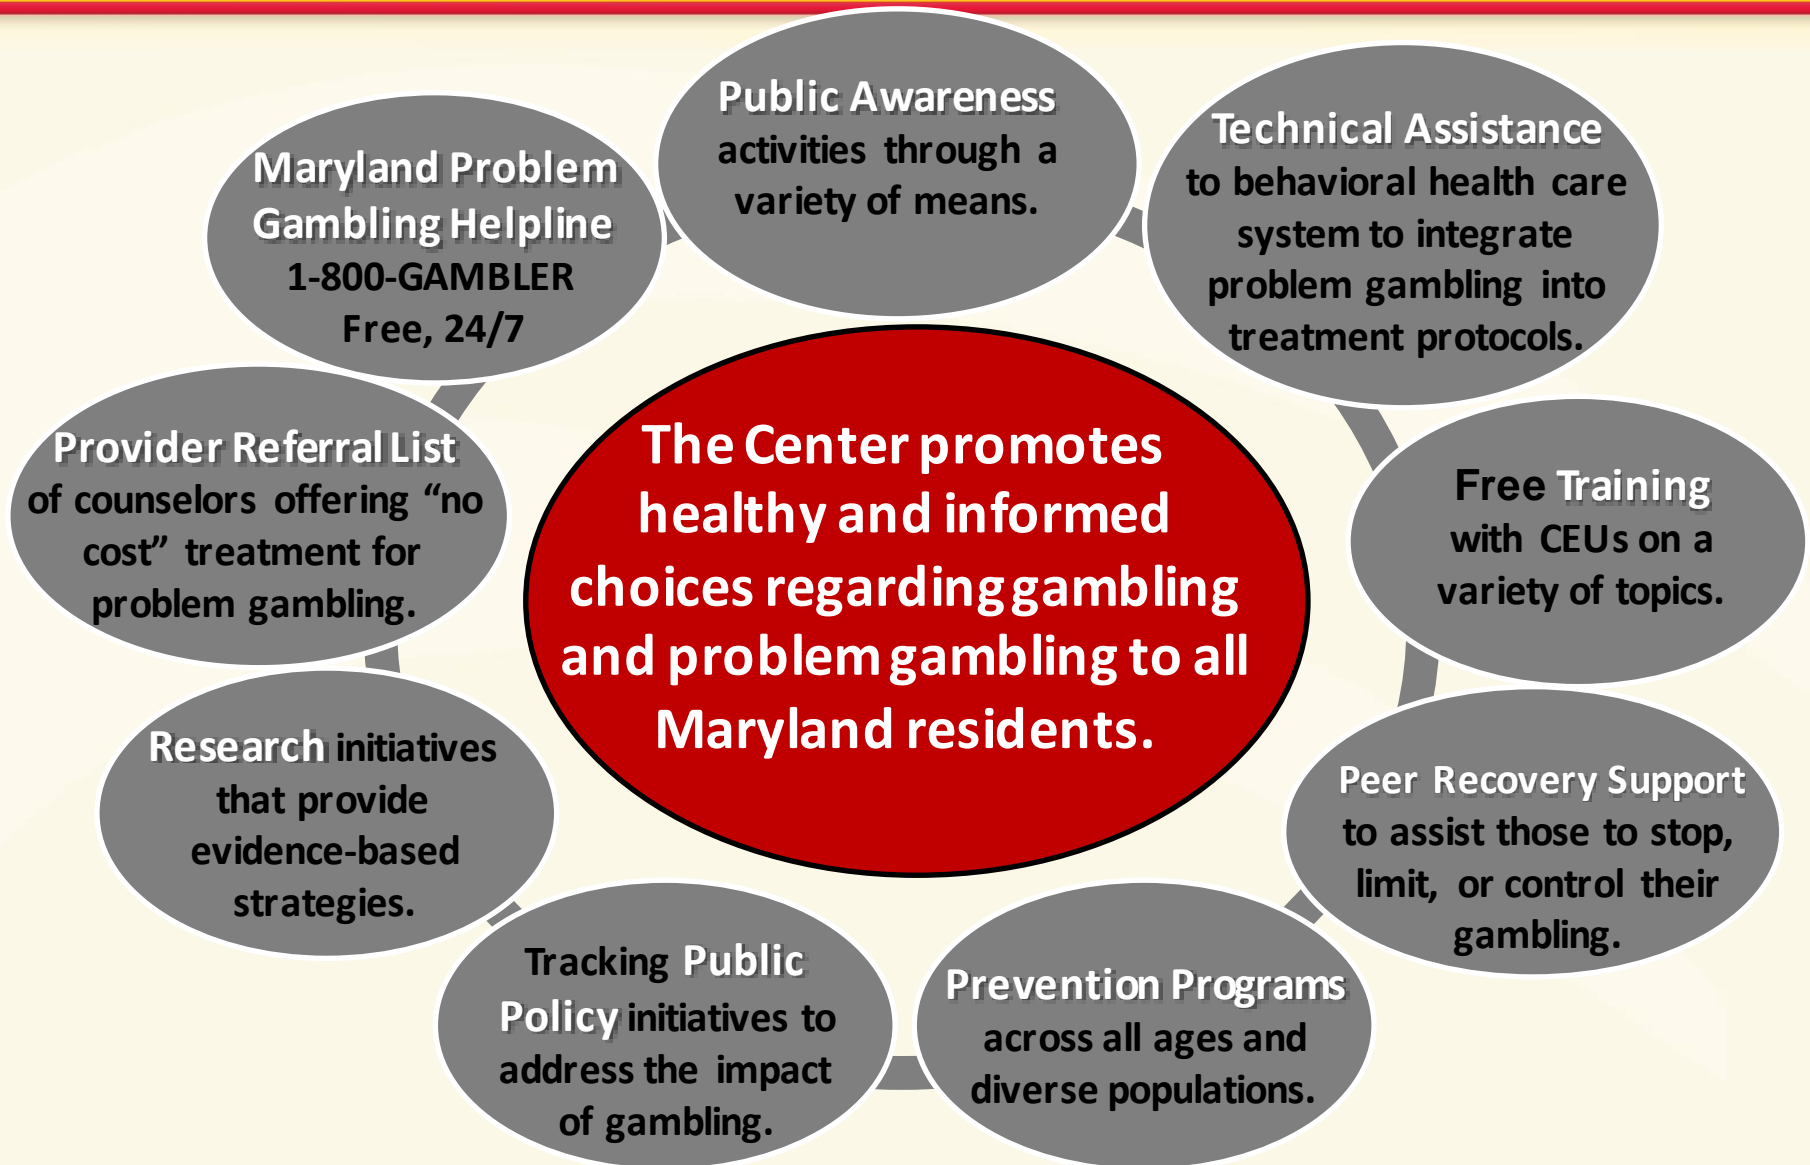 Public Awareness
activities through a
variety of means.
Technical Assistance
to behavioral health care
system to integrate
problem gambling into
treatment protocols.
Free Training
with CEUs on a
variety of topics.
Peer Recovery Support
to assist those to stop,
limit, or control their
gambling.
Prevention Programs
across all ages and
diverse populations.
Tracking Public
Policy initiatives to
address the impact
of gambling.
Research initiatives
that provide
evidence-based
strategies.
Provider Referral List
of counselors offering “no
cost” treatment for
problem gambling.
Maryland Problem
Gambling Helpline
1-800-GAMBLER
Free, 24/7
The Center promotes
healthy and informed
choices regarding gambling
and problem gambling to all
Maryland residents.